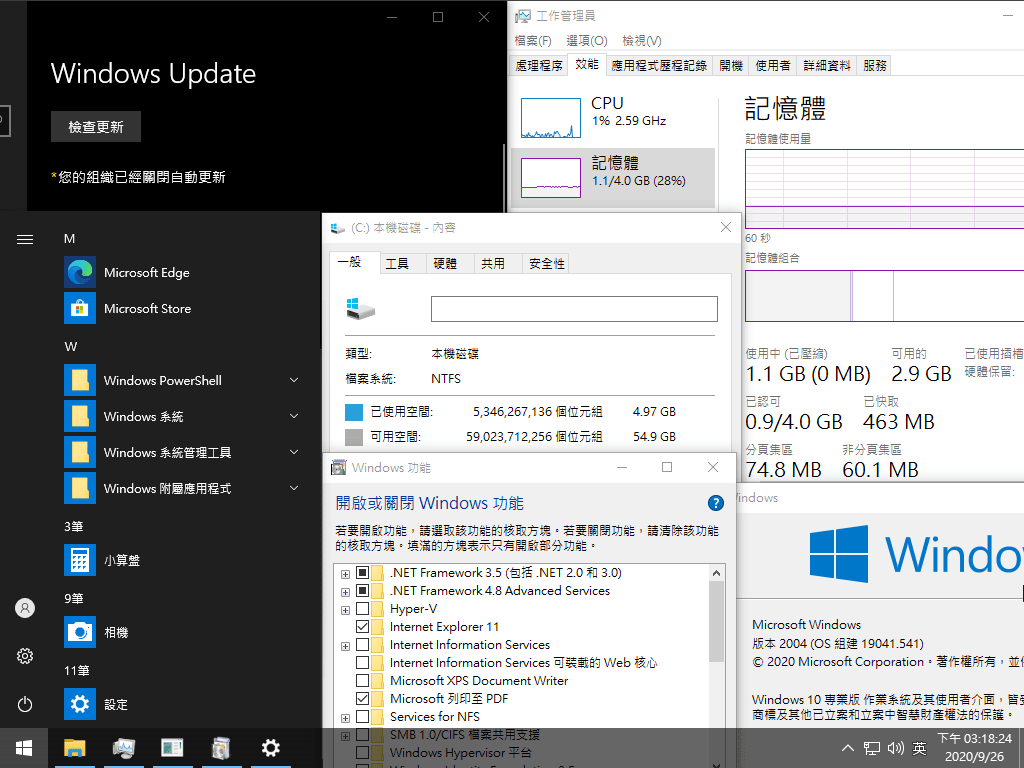 Windows Update
檢查更新
*您的組織已經關閉自動更新
工作管理員
檔案(F) 選項(O) 檢視(V)
處理程序 效能 應用程式歷程記錄 開機 使用者 詳細資料 服務
CPU
1% 2.59 GHz
記憶體
1.1/4.0 GB (28%)
記憶體
記憶體使用量
60 秒
記憶體組合
使用中 (已壓縮) 可用的 已使用插槽
1.1 GB (0 MB) 2.9 GB 硬體保留:
已認可 已快取
0.9/4.0 GB 463 MB
分頁集區 非分頁集區
74.8 MB 60.1 MB
M
Microsoft Edge
Microsoft Store
W
Windows PowerShell
Windows 系統
Windows 系統管理工具
Windows 附屬應用程式
3筆
小算盤
9筆
相機
11筆
設定
(C:) 本機磁碟 - 內容
一般 工具 硬體 共用 安全性
類型: 本機磁碟
檔案系統: NTFS
已使用空間: 5,346,267,136 個位元組 4.97 GB
可用空間: 59,023,712,256 個位元組 54.9 GB
Windows 功能
開啟或關閉 Windows 功能
若要開啟功能，請選取該功能的核取方塊。若要關閉功能，請清除該功能
的核取方塊。填滿的方塊表示只有開啟部分功能。
.NET Framework 3.5 (包括 .NET 2.0 和 3.0)
.NET Framework 4.8 Advanced Services
Hyper-V
Internet Explorer 11
Internet Information Services
Internet Information Services 可裝載的 Web 核心
Microsoft XPS Document Writer
Microsoft 列印至 PDF
Services for NFS
SMB 1.0/CIFS 檔案共用支援
Windows Hypervisor 平台
indows
Windo
Microsoft Windows
版本 2004 (OS 組建 19041.541)
© 2020 Microsoft Corporation。著作權所有，並
Windows 10 專業版 作業系統及其使用者介面，皆
商標及其他已立案和立案中智慧財產權法的保護。
英
下午 03:18:24
2020/9/26